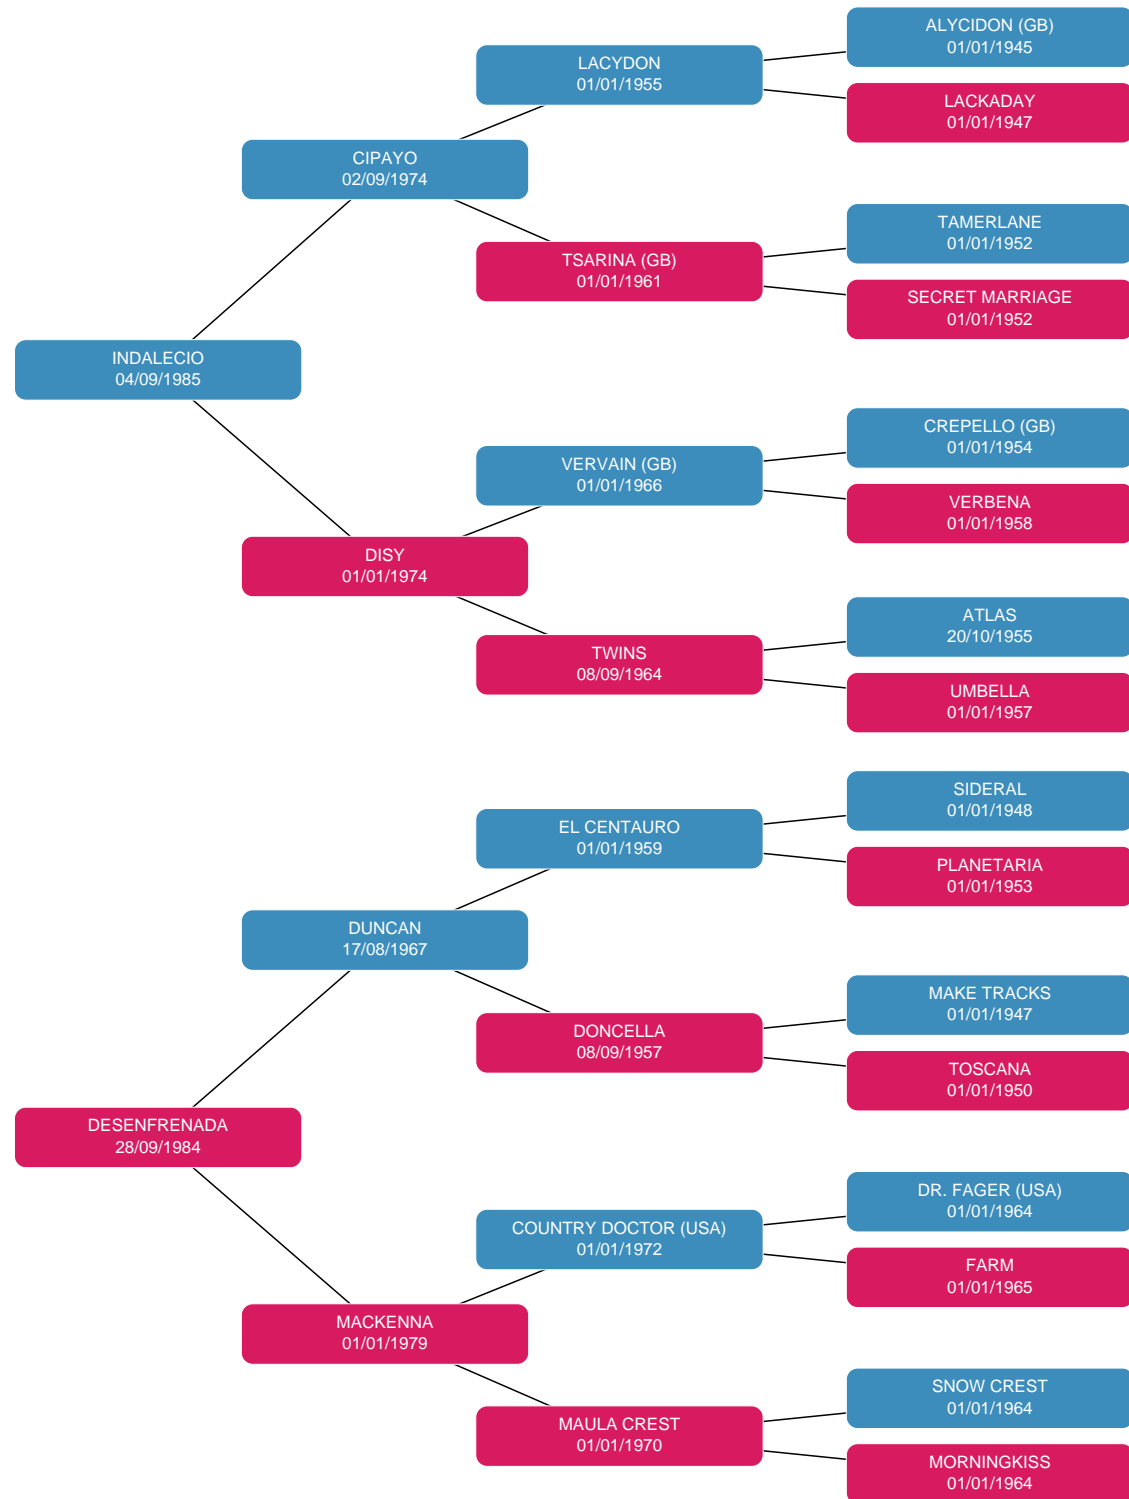 ALYCIDON (GB)
01/01/1945
LACYDON
01/01/1955
LACKADAY
01/01/1947
CIPAYO
02/09/1974
TAMERLANE
01/01/1952
TSARINA (GB)
01/01/1961
SECRET MARRIAGE
01/01/1952
INDALECIO
04/09/1985
CREPELLO (GB)
01/01/1954
VERVAIN (GB)
01/01/1966
VERBENA
01/01/1958
DISY
01/01/1974
ATLAS
20/10/1955
TWINS
08/09/1964
UMBELLA
01/01/1957
SIDERAL
01/01/1948
EL CENTAURO
01/01/1959
PLANETARIA
01/01/1953
DUNCAN
17/08/1967
MAKE TRACKS
01/01/1947
DONCELLA
08/09/1957
TOSCANA
01/01/1950
DESENFRENADA
28/09/1984
DR. FAGER (USA)
01/01/1964
COUNTRY DOCTOR (USA)
01/01/1972
FARM
01/01/1965
MACKENNA
01/01/1979
SNOW CREST
01/01/1964
MAULA CREST
01/01/1970
MORNINGKISS
01/01/1964